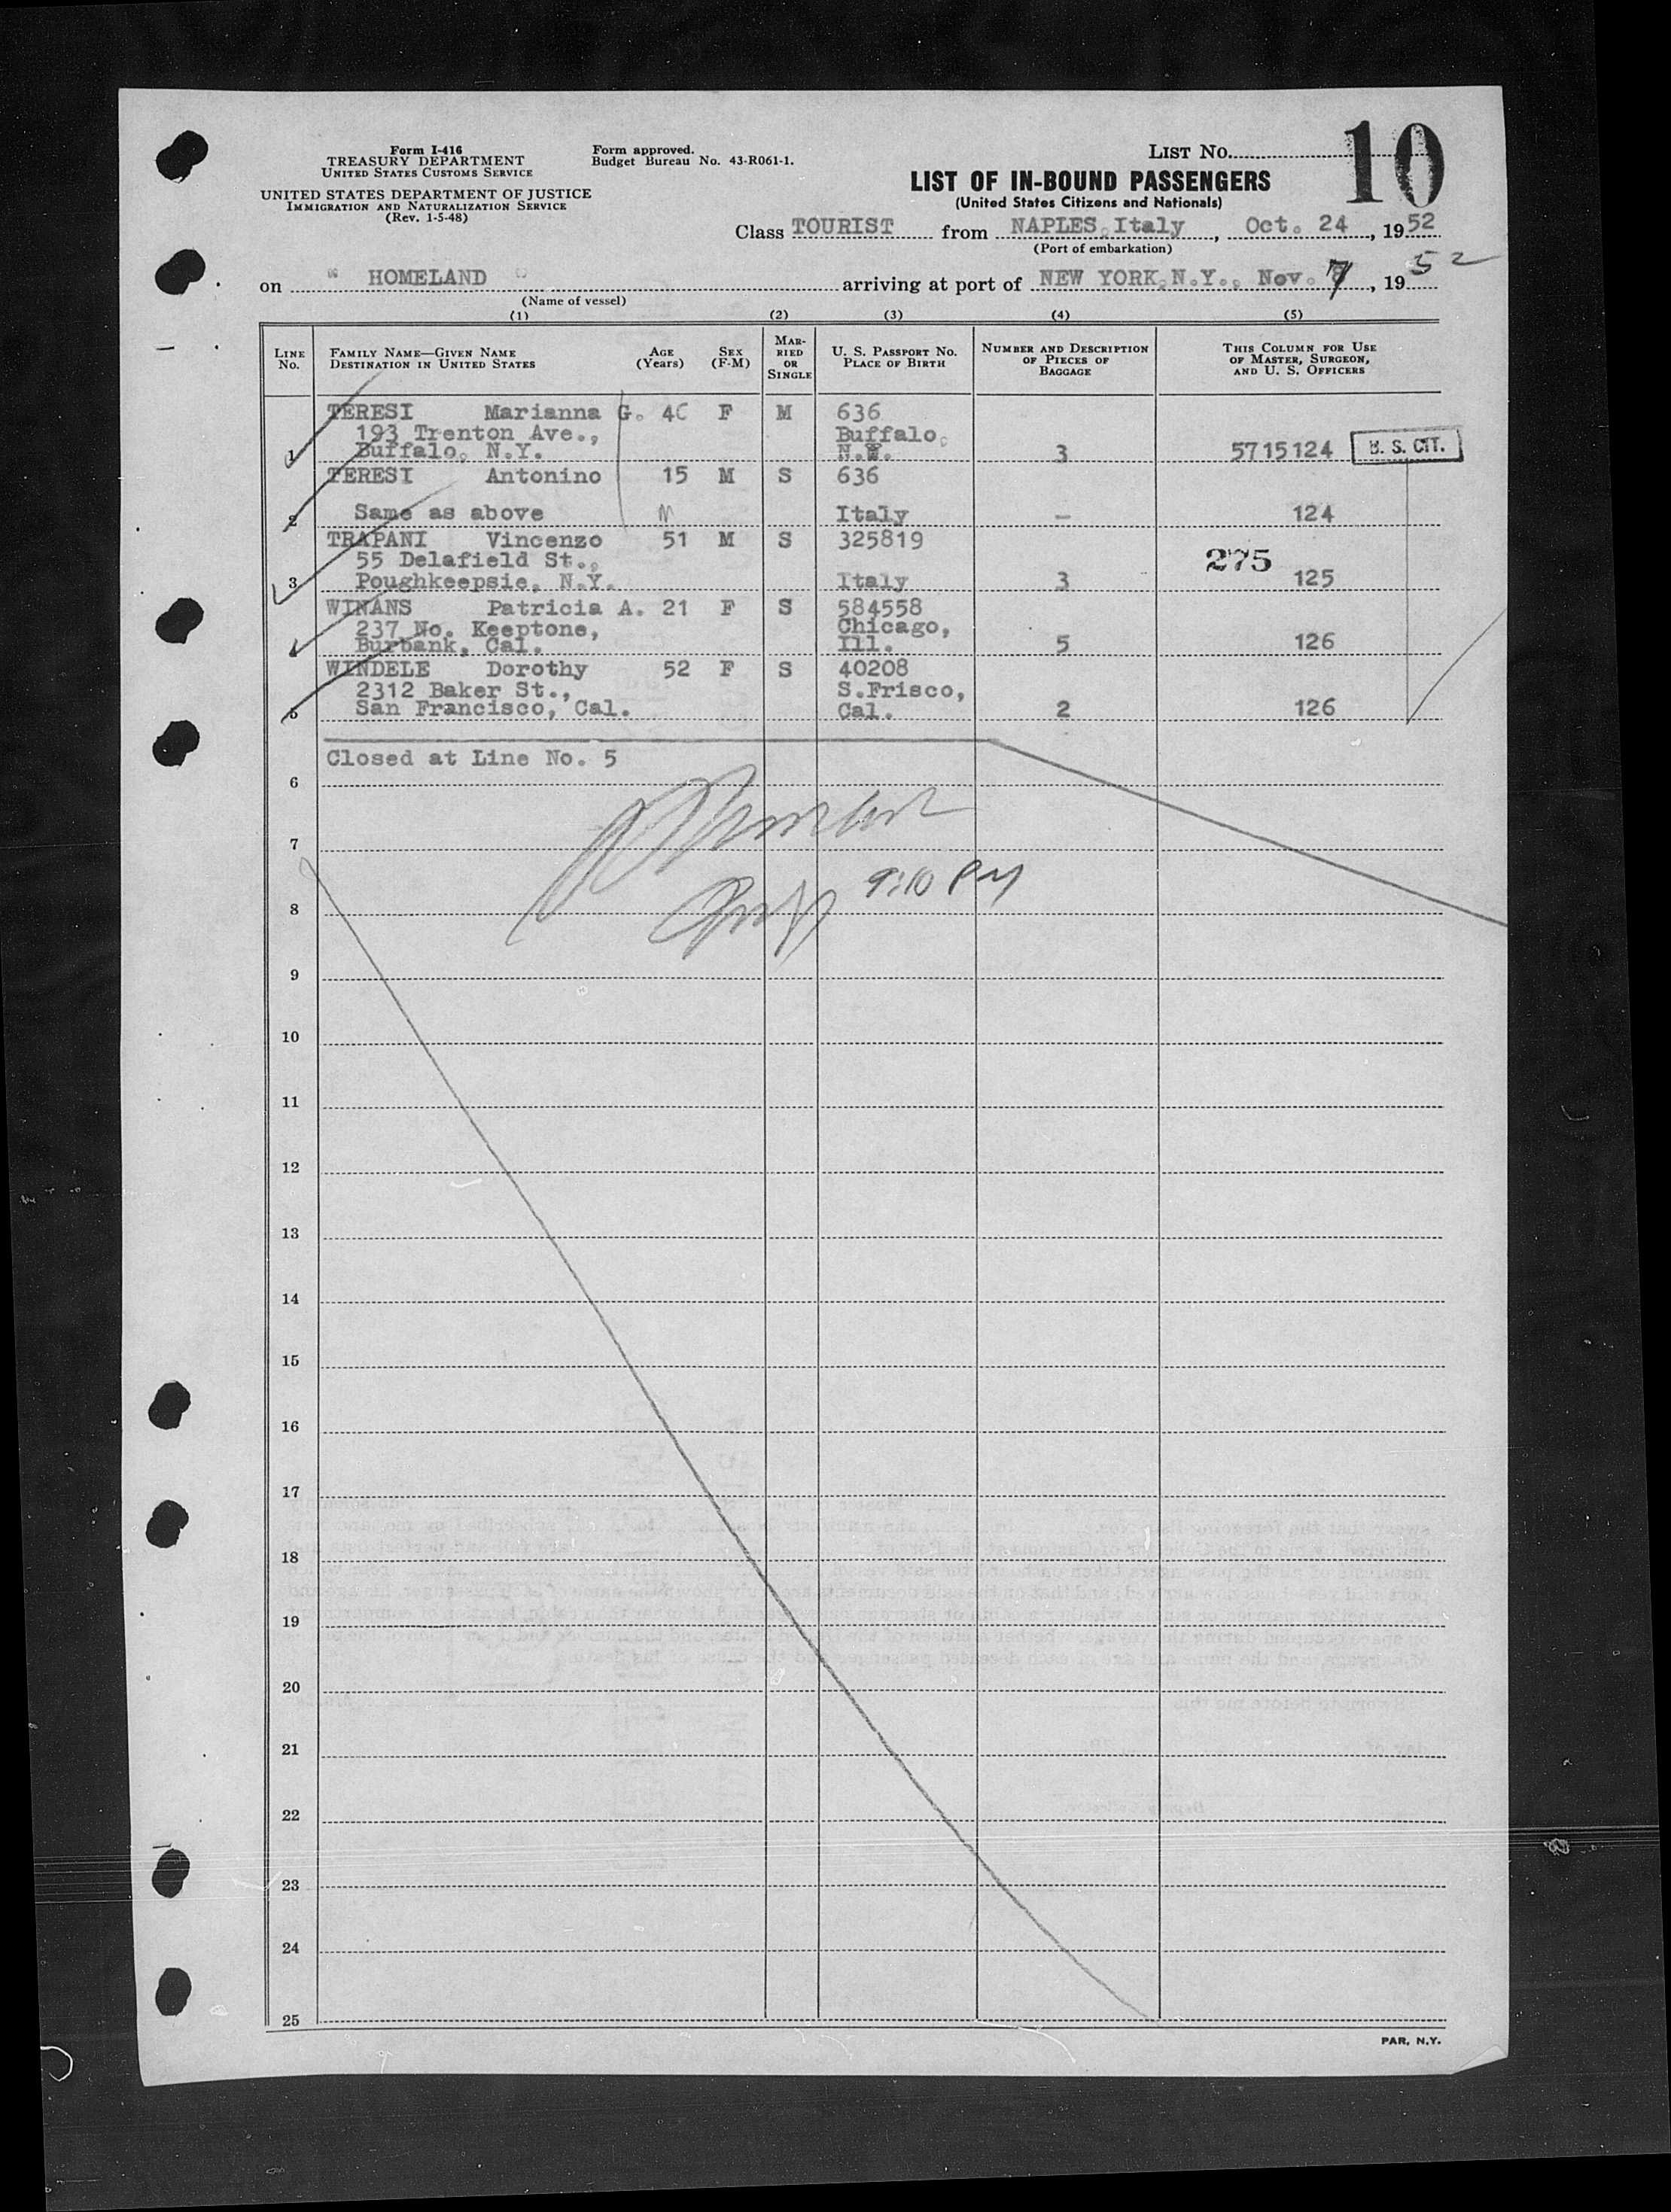 Form I-416
TREASURY DEPARTMENT
UNITED STATES CUSTOMS SERVICE
UNITED STATES DEPARTMENT OF JUSTICE
IMMIGRATION AND NATURALIZATION SERVICE
(Rev. 1-5-48)
Form approved.
Budget Bureau No. 43-R061-1.
LIST No. 10
LIST OF IN-BOUND PASSENGERS
(United States Citizens and Nationals)
Class TOURIST from NAPLES, Italy, Oct. 24, 1952
(Port of embarkation)
on " HOMELAND " arriving at port of NEW YORK, N.Y., Nov. 7, 1952
(Name of vessel)
(1) (2) (3) (4) (5)
LINE No. FAMILY NAME—GIVEN NAME DESTINATION IN UNITED STATES AGE (Years) SEX (F-M) MARRIED OR SINGLE U. S. PASSPORT No. PLACE OF BIRTH NUMBER AND DESCRIPTION OF PIECES OF BAGGAGE THIS COLUMN FOR USE OF MASTER, SURGEON, AND U. S. OFFICERS
TERESI Marianna G. F M 636
193 Trenton Ave., Buffalo,
1 Buffalo, N.Y. 3 5715124 U. S. CIT.
TERESI Antonino 15 M S 636
2 Same as above Italy - 124
TRAPANI Vincenzo 51 M S 325819
55 Delafield St., 275
3 Poughkeepsie, N.Y. Italy 3 125
WINANS Patricia A. 21 F S 584558
237 No. Keeptone, Chicago,
4 Burbank, Cal. Ill. 5 126
WINDELE Dorothy 52 F S 40208
2312 Baker St., S.Frisco,
5 San Francisco, Cal. Cal. 2 126
Closed at Line No. 5
6
7
9:10 PM
8
9
10
11
12
13
14
15
16
17
18
19
20
21
22
23
24
25
PAR, N.Y.